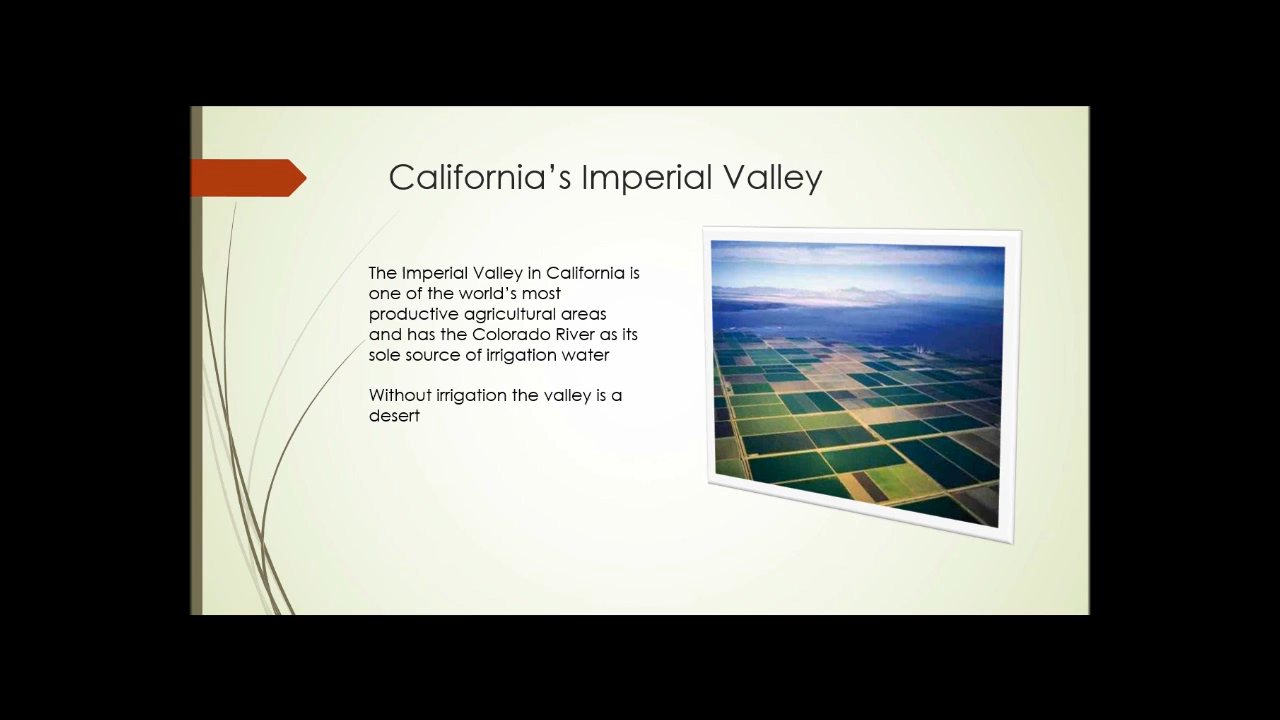 California's Imperial Valley
The Imperial Valley in California is
one of the world's most
productive agricultural areas
and has the Colorado River as its
sole source of irrigation water
Without irrigation the valley is a
desert